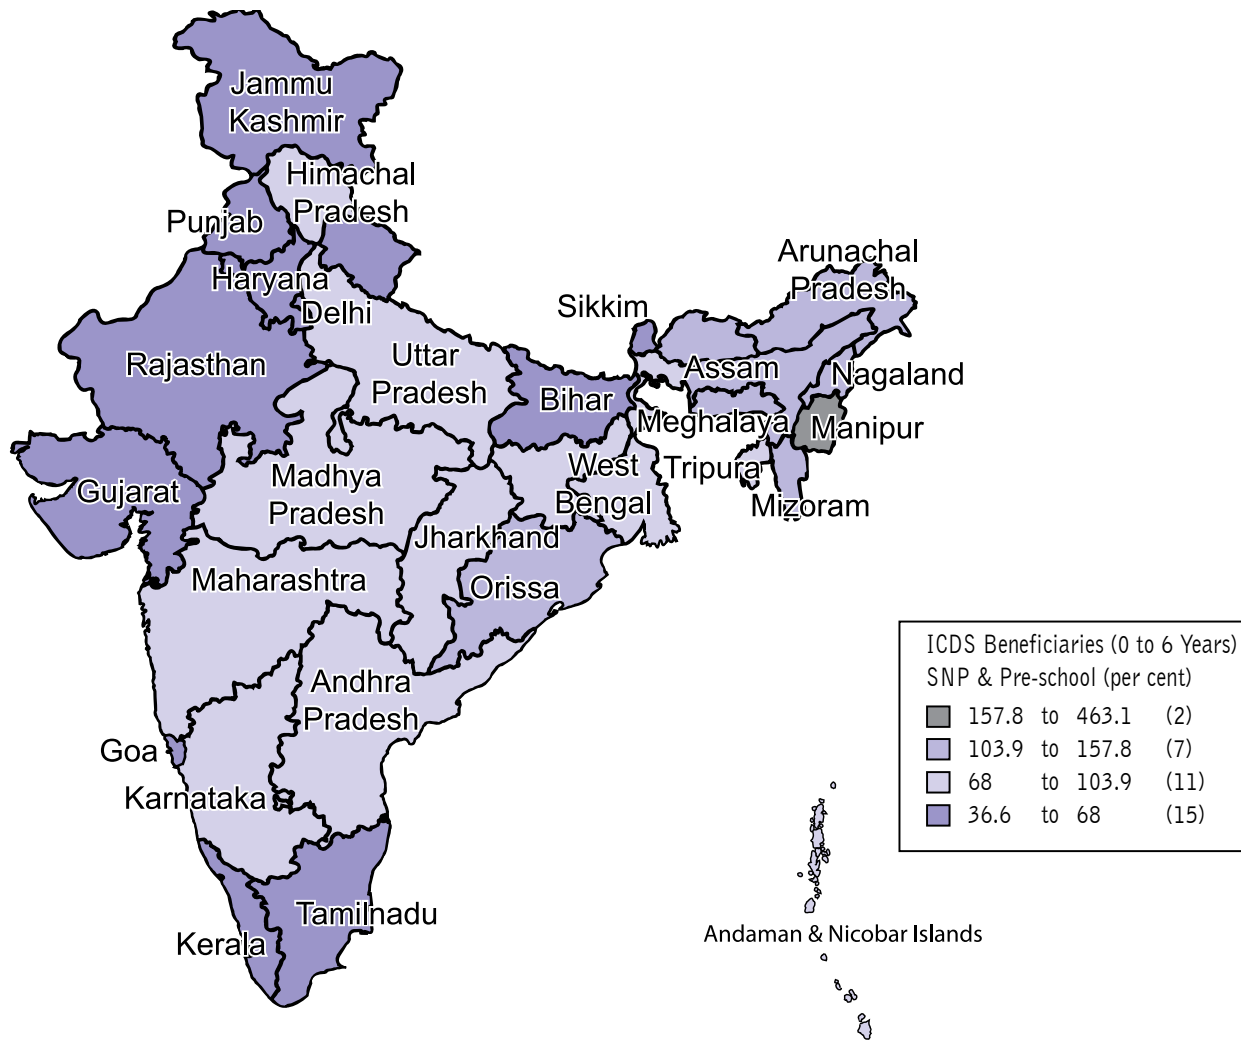 Jammu
Kashmir
Himachal
Pradesh
Punjab
Haryana
Delhi
Arunachal
Pradesh
Sikkim
Rajasthan
Uttar
Pradesh
Bihar
Assam
Nagaland
Meghalaya
Manipur
Tripura
Mizoram
West
Bengal
Gujarat
Madhya
Pradesh
Jharkhand
Maharashtra
Orissa
Andhra
Pradesh
Goa
Karnataka
Tamilnadu
Kerala
Andaman & Nicobar Islands
ICDS Beneficiaries (0 to 6 Years)
SNP & Pre-school (per cent)
157.8 to 463.1 (2)
103.9 to 157.8 (7)
68 to 103.9 (11)
36.6 to 68 (15)